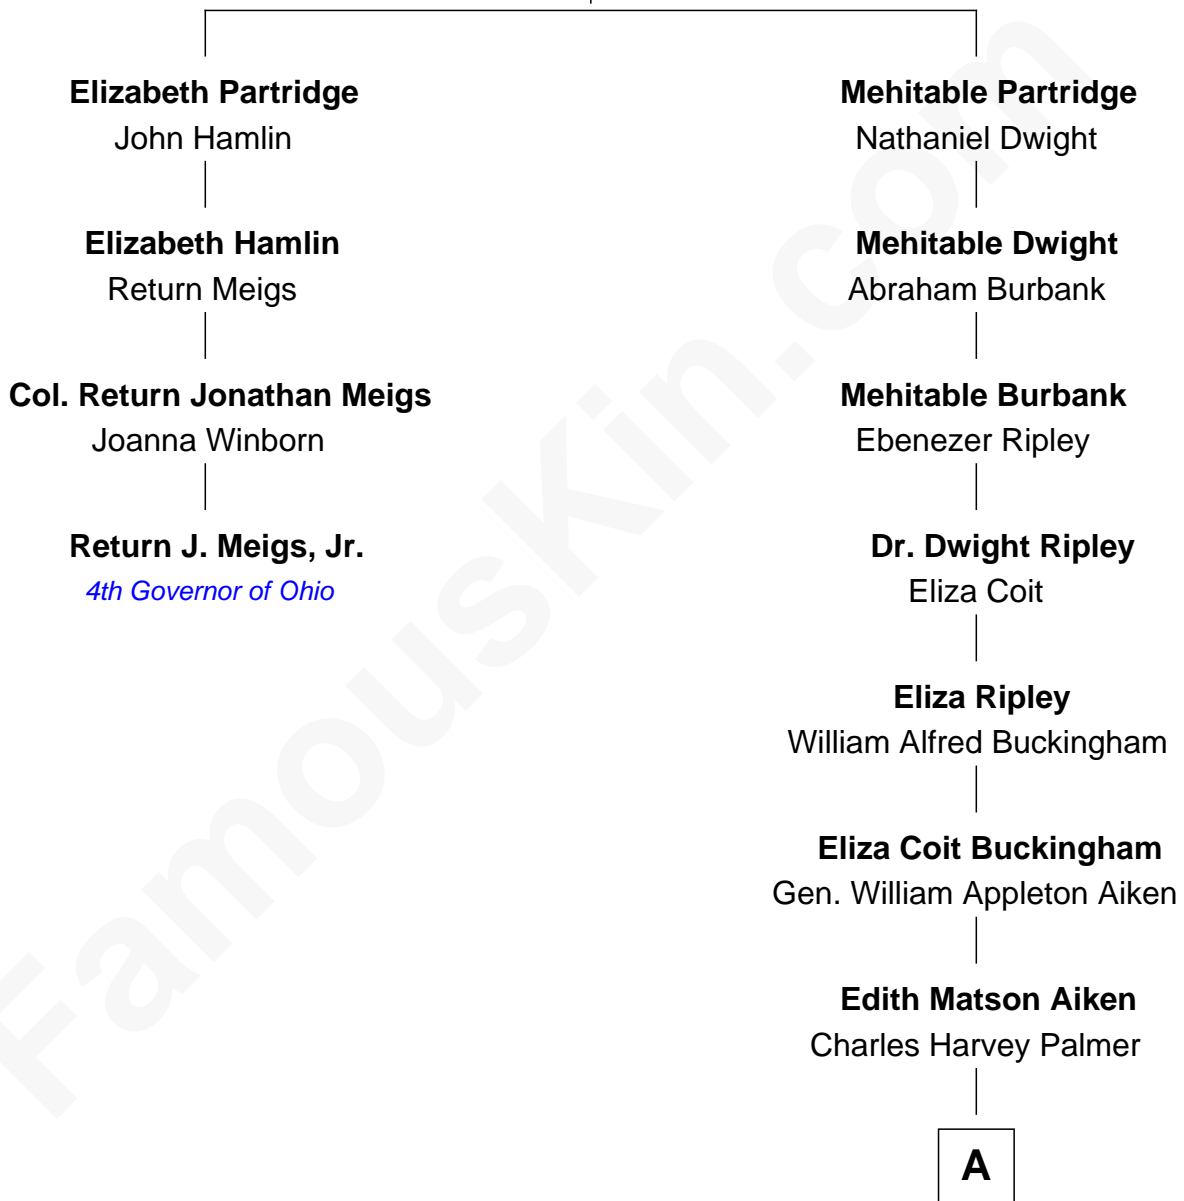 Elizabeth Partridge
John Hamlin
Elizabeth Hamlin
Return Meigs
Col. Return Jonathan Meigs
Joanna Winborn
Return J. Meigs, Jr.
4th Governor of Ohio
Mehitable Partridge
Nathaniel Dwight
Mehitable Dwight
Abraham Burbank
Mehitable Burbank
Ebenezer Ripley
Dr. Dwight Ripley
Eliza Coit
Eliza Ripley
William Alfred Buckingham
Eliza Coit Buckingham
Gen. William Appleton Aiken
Edith Matson Aiken
Charles Harvey Palmer
A
FamousKin.com